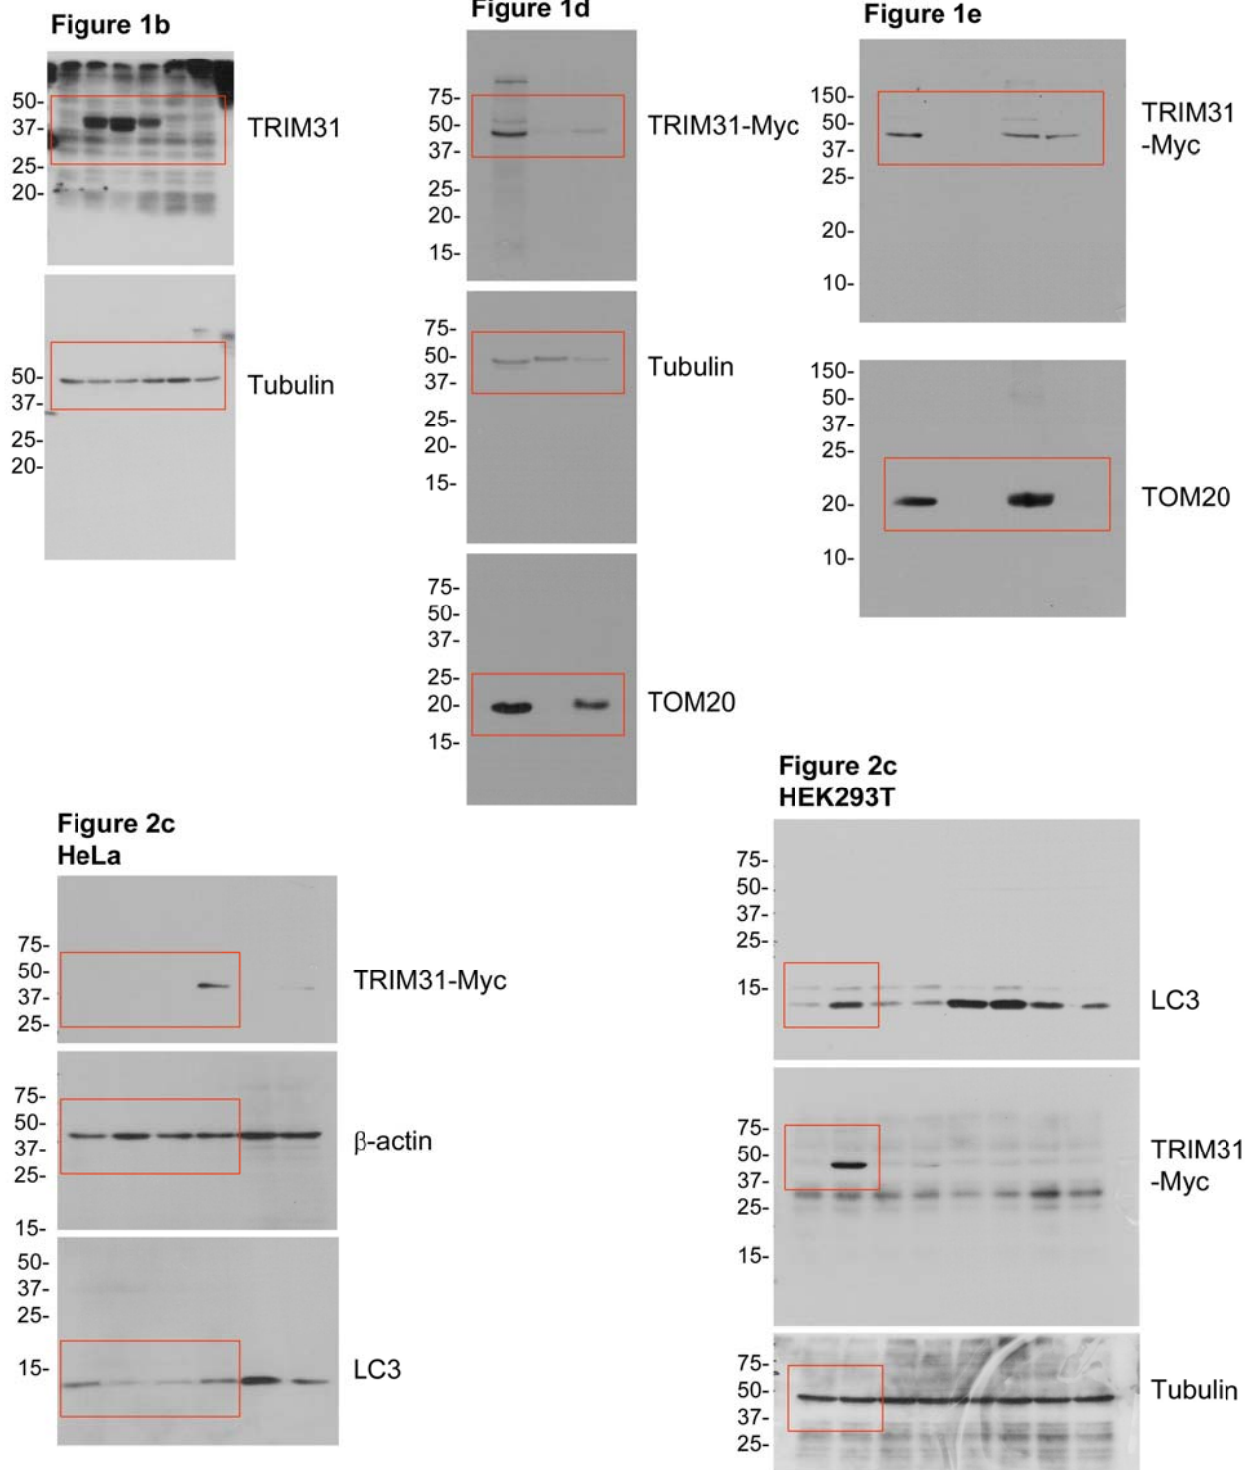 Figure 1b
50-
37-
25-
20-
TRIM31
50-
37-
25-
20-
Tubulin
Figure 1d
75-
50-
37-
25-
20-
15-
TRIM31-Myc
75-
50-
37-
25-
20-
15-
Tubulin
75-
50-
37-
25-
20-
15-
TOM20
Figure 1e
150-
50-
37-
25-
20-
10-
TRIM31
-Myc
150-
50-
37-
25-
20-
10-
TOM20
Figure 2c
HeLa
75-
50-
37-
25-
TRIM31-Myc
75-
50-
37-
25-
15-
β-actin
50-
37-
25-
15-
LC3
Figure 2c
HEK293T
75-
50-
37-
25-
15-
LC3
75-
50-
37-
25-
15-
TRIM31
-Myc
75-
50-
37-
25-
Tubulin